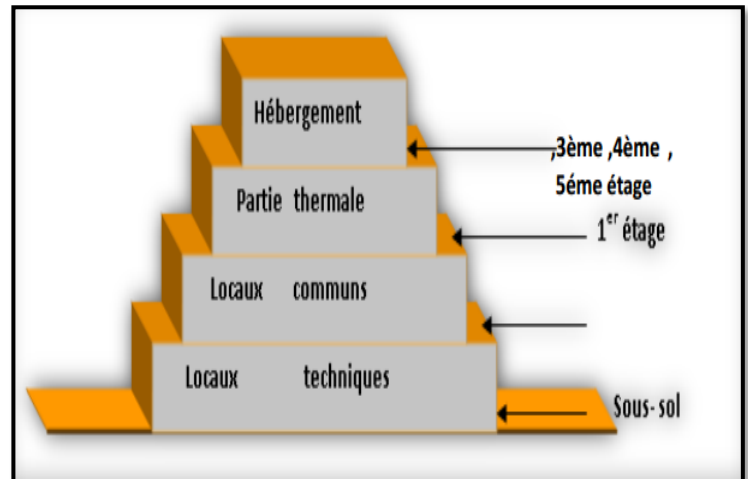 Hébergement
,3ème ,4ème ,
5éme étage
Partie thermale
1er étage
Locaux communs
Locaux techniques
Sous- sol